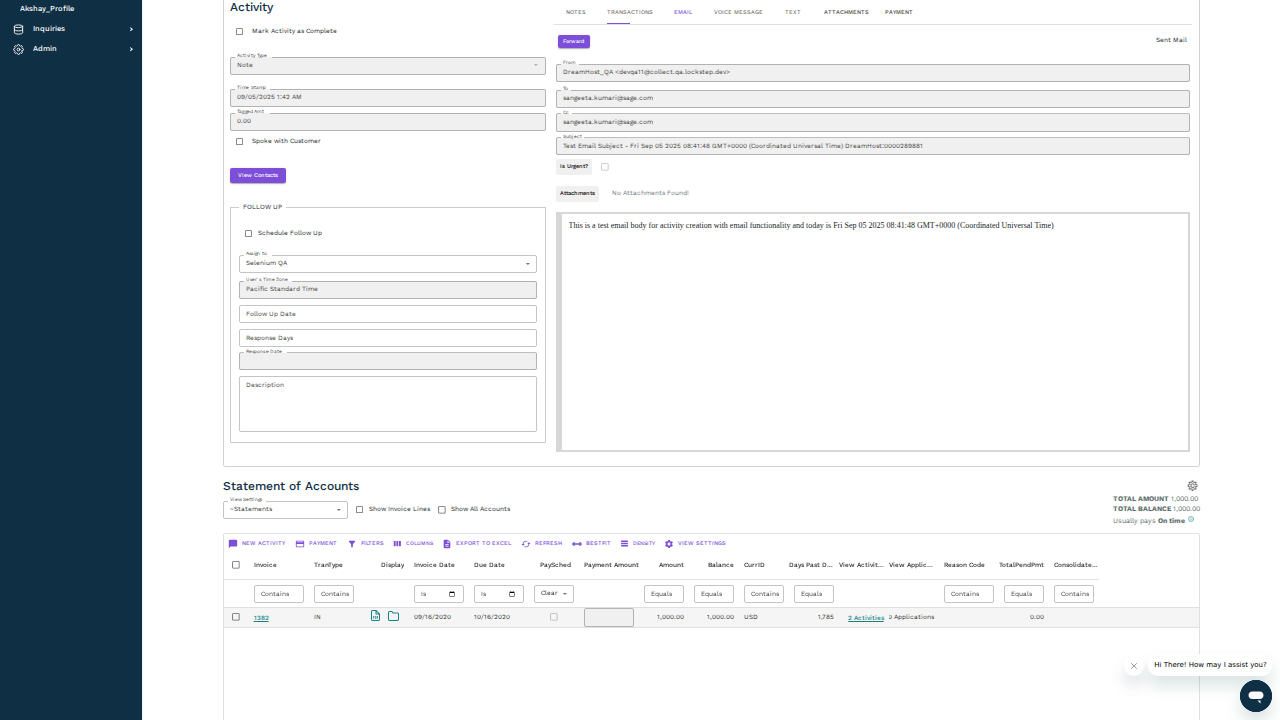 Akshay_Profile
Inquiries
Admin
Activity
Mark Activity as Complete
Activity Type
Note
Time Stamp
09/05/2025 1:42 AM
Tagged Amt
0.00
Spoke with Customer
View Contacts
FOLLOW UP
Schedule Follow Up
Assign To
Selenium QA
User's Time Zone
Pacific Standard Time
Follow Up Date
Response Days
Response Date
Description
NOTES TRANSACTIONS EMAIL VOICE MESSAGE TEXT ATTACHMENTS PAYMENT
Forward
Sent Mail
From
DreamHost_QA <devqa11@collect.qa.lockstep.dev>
To
sangeeta.kumari@sage.com
CC
sangeeta.kumari@sage.com
Subject
Test Email Subject - Fri Sep 05 2025 08:41:48 GMT+0000 (Coordinated Universal Time) DreamHost:0000289881
Is Urgent?
Attachments No Attachments Found!
This is a test email body for activity creation with email functionality and today is Fri Sep 05 2025 08:41:48 GMT+0000 (Coordinated Universal Time)
Statement of Accounts
View Settings
~Statements
Show Invoice Lines Show All Accounts
TOTAL AMOUNT 1,000.00
TOTAL BALANCE 1,000.00
Usually pays On time
NEW ACTIVITY PAYMENT FILTERS COLUMNS EXPORT TO EXCEL REFRESH BESTFIT DENSITY VIEW SETTINGS
Invoice TranType Display Invoice Date Due Date PaySched Payment Amount Amount Balance CurrID Days Past D... View Activit... View Applic... Reason Code TotalPendPmt Consolidate...
Contains Contains Is Is Clear Equals Equals Contains Equals Contains Equals Contains
1382 IN 09/16/2020 10/16/2020 1,000.00 1,000.00 USD 1,785 2 Activities 0 Applications 0.00
Hi There! How may I assist you?